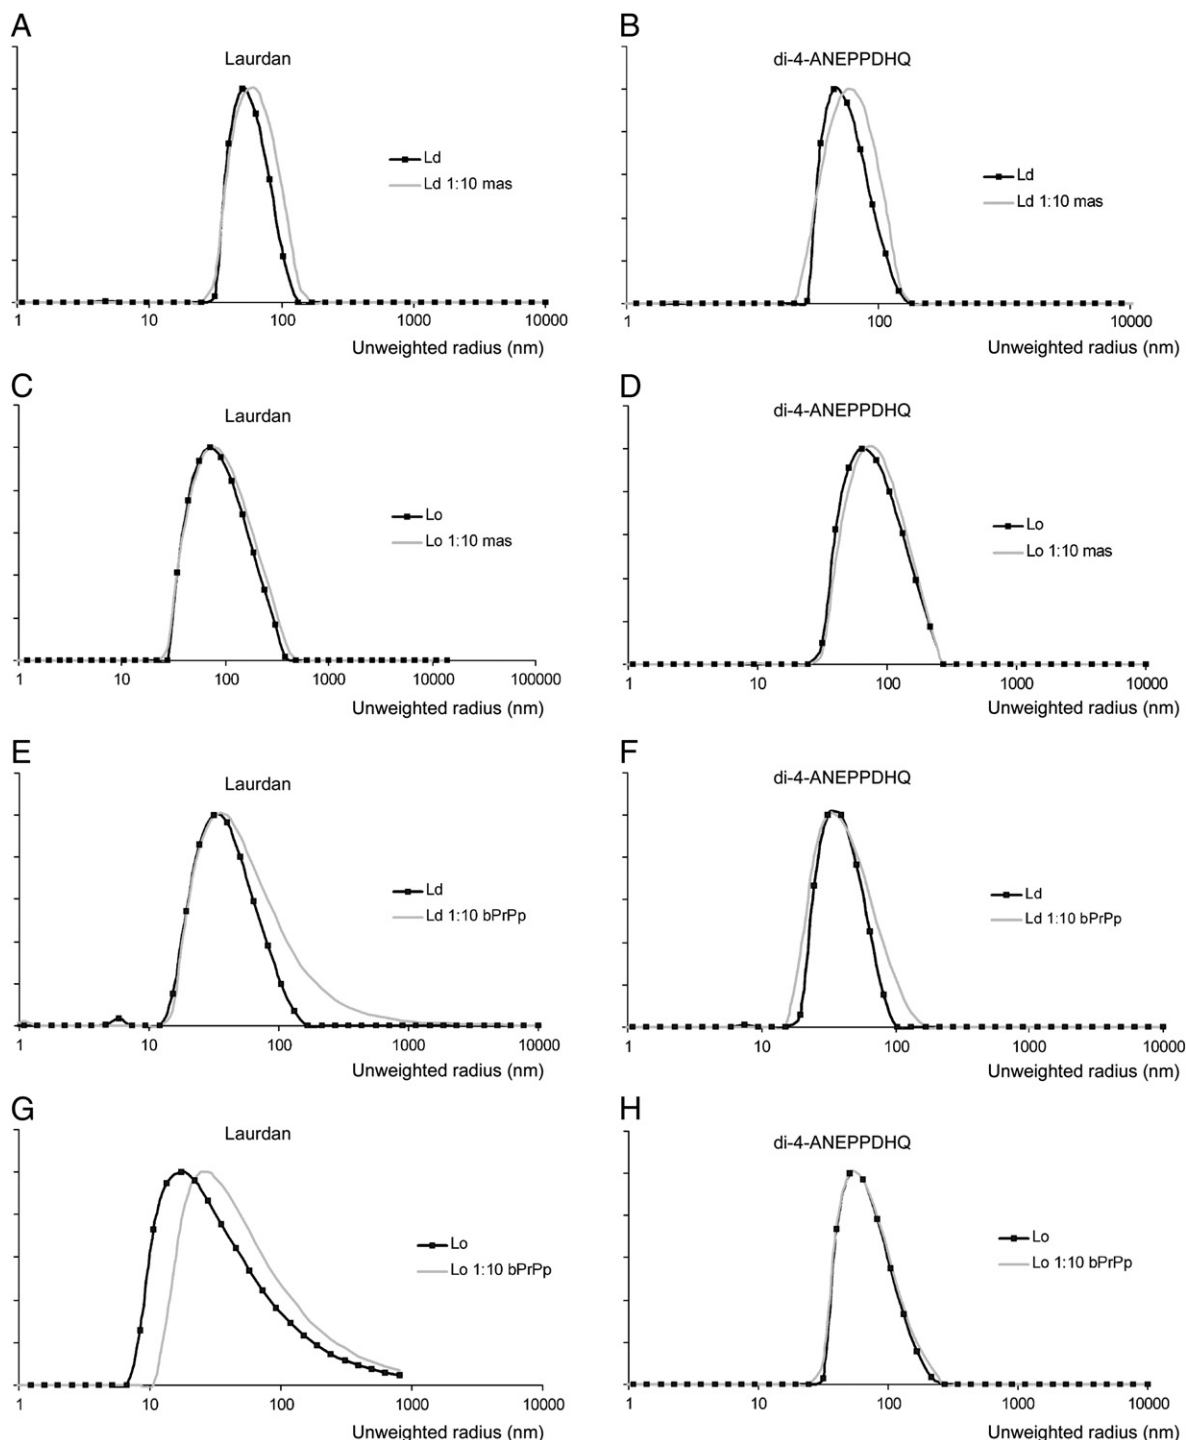 A
Laurdan
Ld
Ld 1:10 mas
1 10 100 1000 10000
Unweighted radius (nm)
B
di-4-ANEPPDHQ
Ld
Ld 1:10 mas
1 100 10000
Unweighted radius (nm)
C
Laurdan
Lo
Lo 1:10 mas
1 10 100 1000 10000 100000
Unweighted radius (nm)
D
di-4-ANEPPDHQ
Lo
Lo 1:10 mas
1 10 100 1000 10000
Unweighted radius (nm)
E
Laurdan
Ld
Ld 1:10 bPrPp
1 10 100 1000 10000
Unweighted radius (nm)
F
di-4-ANEPPDHQ
Ld
Ld 1:10 bPrPp
1 10 100 1000 10000
Unweighted radius (nm)
G
Laurdan
Lo
Lo 1:10 bPrPp
1 10 100 1000 10000
Unweighted radius (nm)
H
di-4-ANEPPDHQ
Lo
Lo 1:10 bPrPp
1 10 100 1000 10000
Unweighted radius (nm)